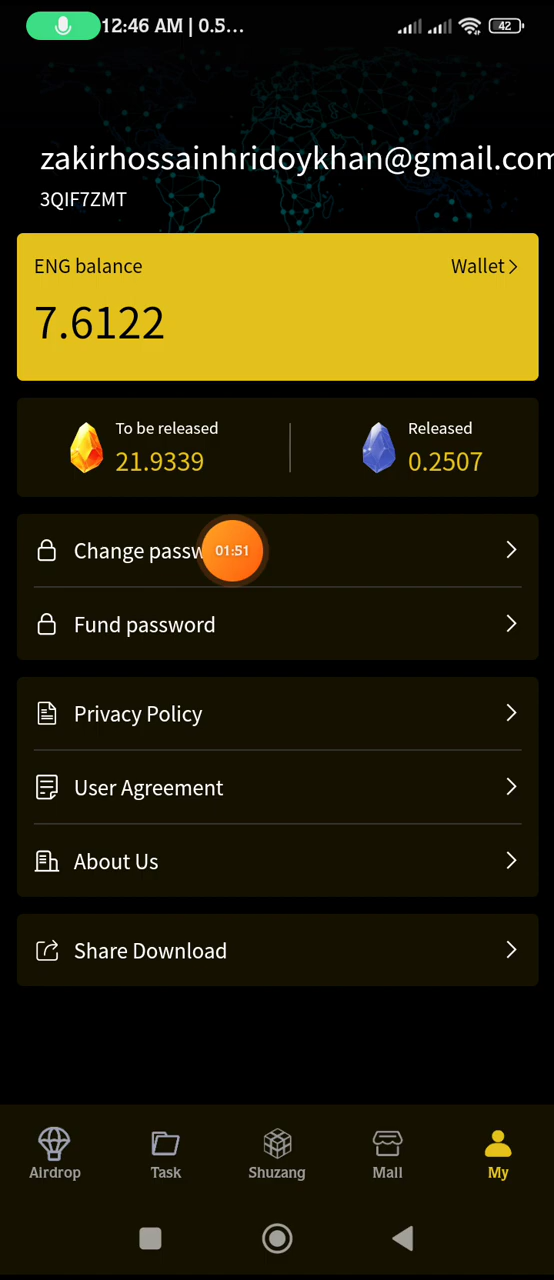 12:46 AM | 0.5...
42
zakirhossainhridoykhan@gmail.com
3QIF7ZMT
ENG balance
Wallet
7.6122
To be released
Released
21.9339
0.2507
Change passw
01:51
Fund password
Privacy Policy
User Agreement
About Us
Share Download
Airdrop
Task
Shuzang
Mall
My